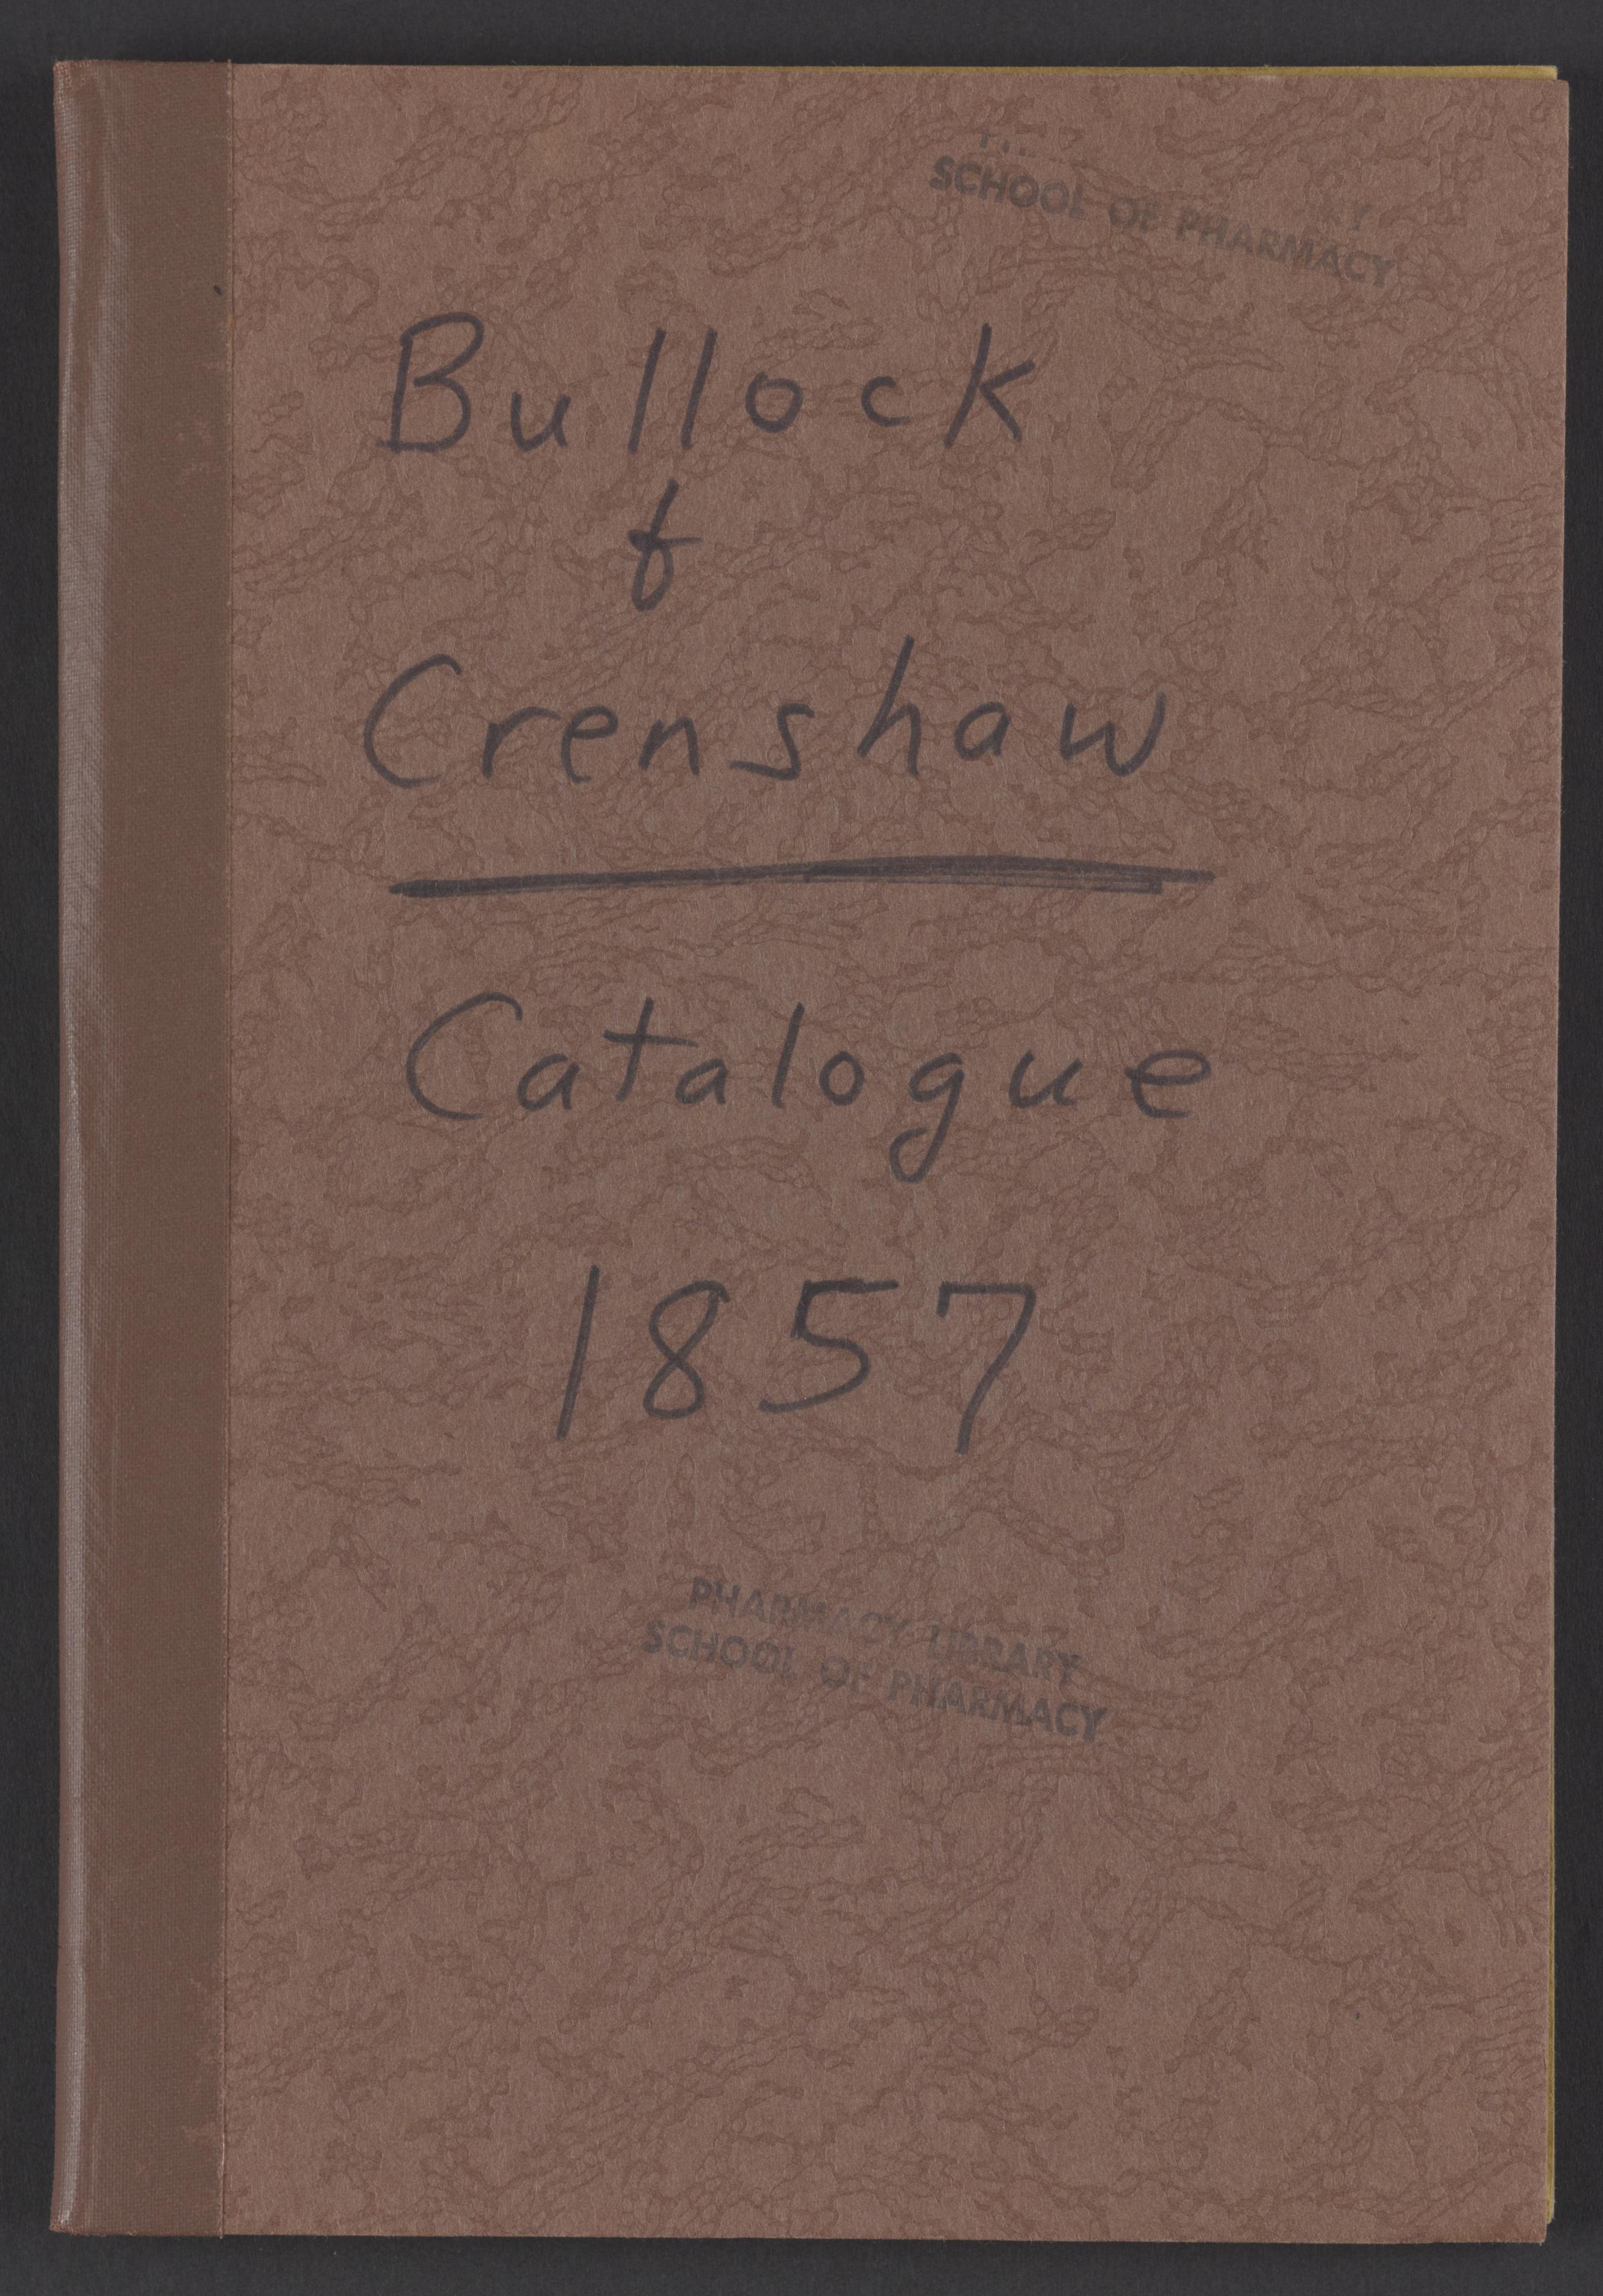 SCHOOL OF PHARMACY
Bullock
&
Crenshaw
Catalogue
1857
PHARMACY LIBRARY
SCHOOL OF PHARMACY